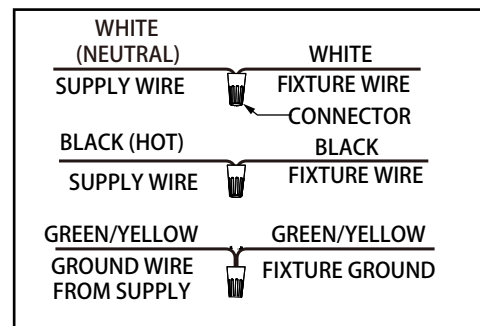 WHITE
(NEUTRAL)
WHITE
SUPPLY WIRE
FIXTURE WIRE
CONNECTOR
BLACK (HOT)
BLACK
SUPPLY WIRE
FIXTURE WIRE
GREEN/YELLOW
GREEN/YELLOW
GROUND WIRE
FROM SUPPLY
FIXTURE GROUND